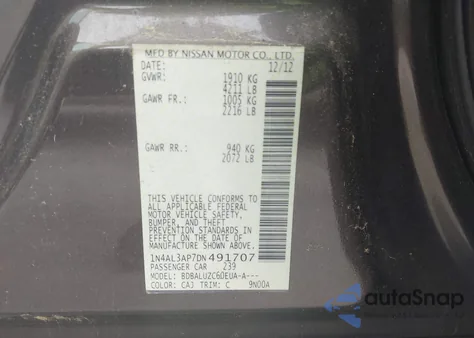 MFD BY NISSAN MOTOR CO., LTD.
DATE: 12/12
GVWR: 1910 KG
4211 LB
GAWR FR.: 1005 KG
2216 LB
GAWR RR.: 940 KG
2072 LB
THIS VEHICLE CONFORMS TO
ALL APPLICABLE FEDERAL
MOTOR VEHICLE SAFETY,
BUMPER, AND THEFT
PREVENTION STANDARDS
IN EFFECT ON THE DATE OF
MANUFACTURE SHOWN ABOVE.
1N4AL3AP7DN491707
PASSENGER CAR 239
MODEL: BDBALUZC60EUA-A---
COLOR: CAJ TRIM: C 9N00A
autoSnap